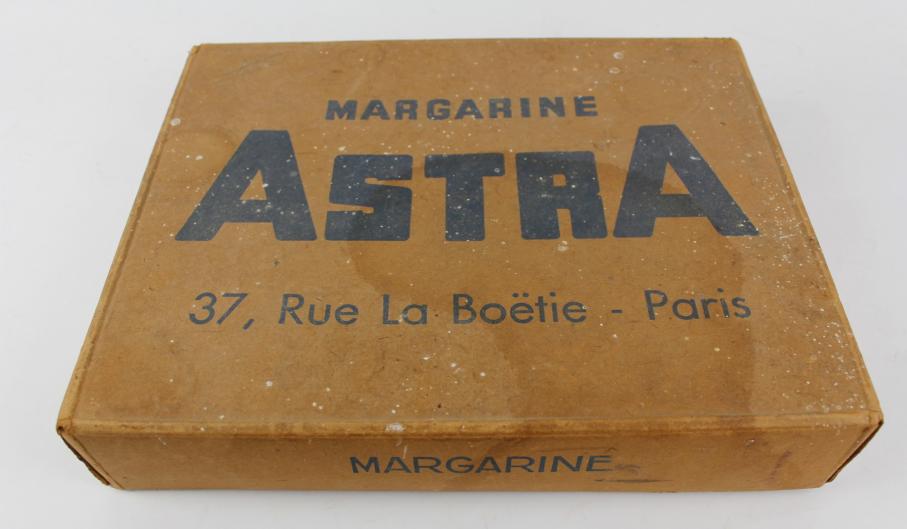 MARGARINE
ASTRA
37, Rue La Boëtie - Paris
MARGARINE